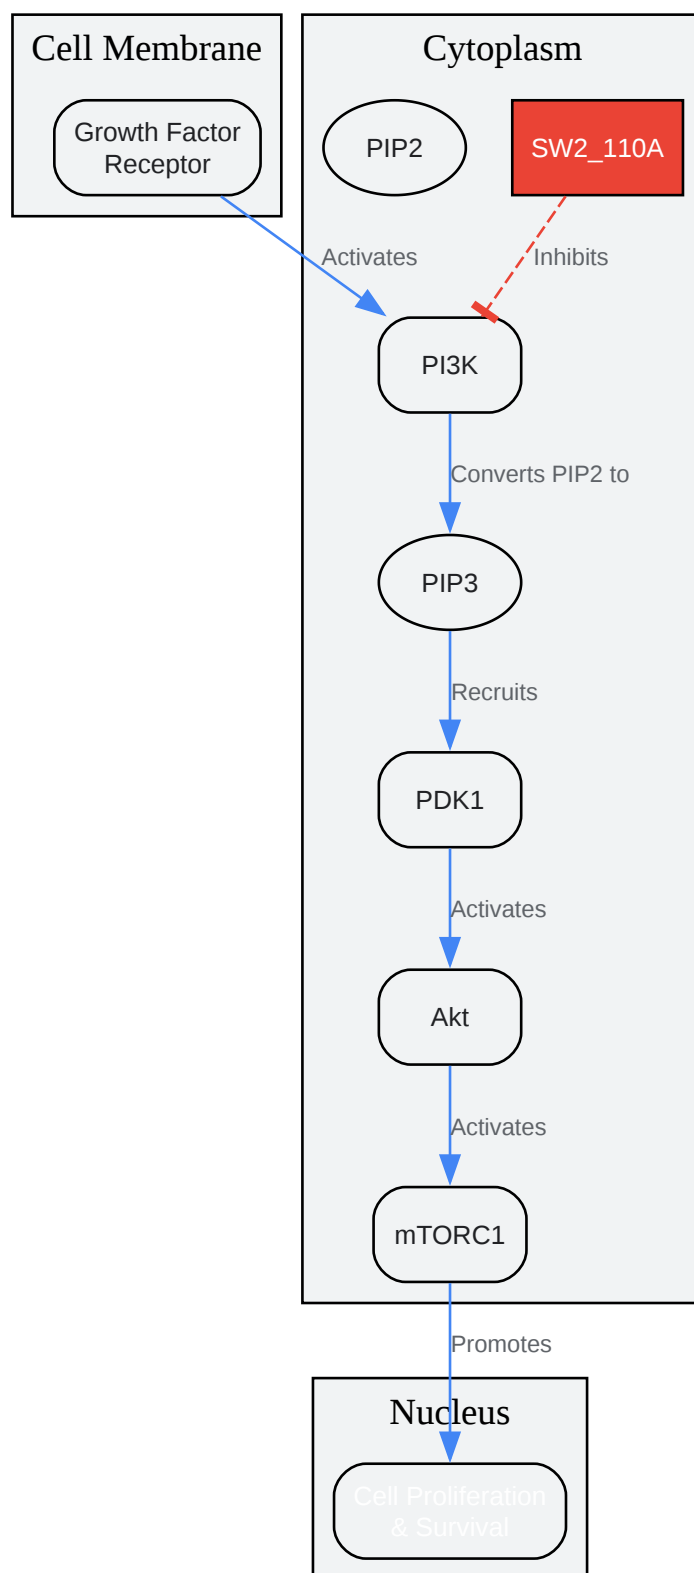 Cell Membrane
Cytoplasm
Growth Factor
Receptor
PIP2
SW2_110A
Activates
Inhibits
PI3K
Converts PIP2 to
PIP3
Recruits
PDK1
Activates
Akt
Activates
mTORC1
Promotes
Nucleus
Cell Proliferation
& Survival